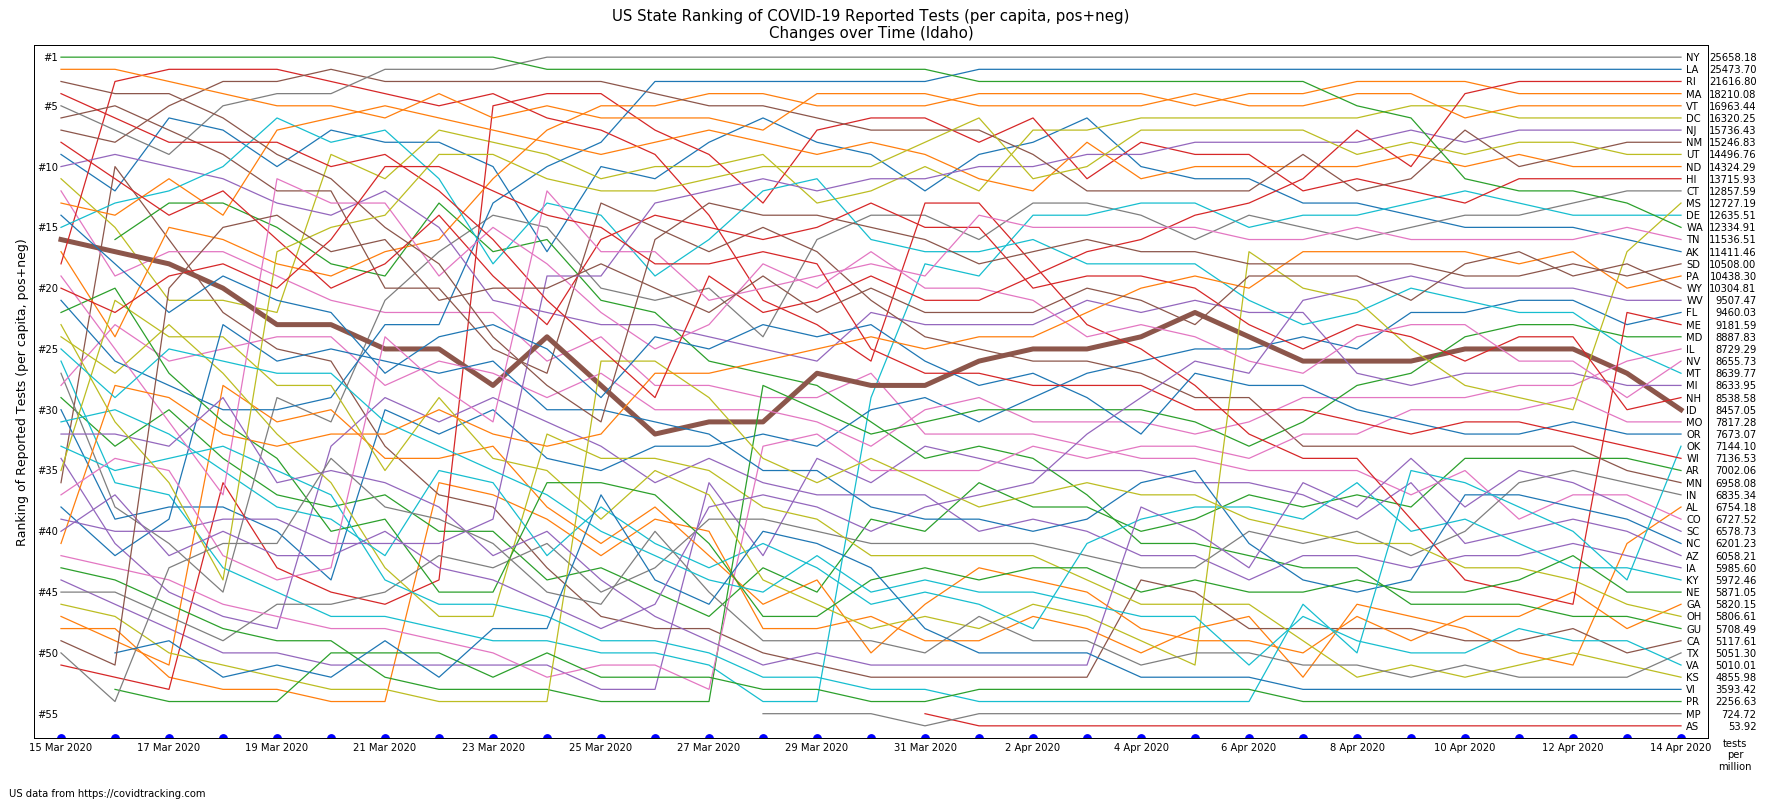 US State Ranking of COVID-19 Reported Tests (per capita, pos+neg)
Changes over Time (Idaho)
Ranking of Reported Tests (per capita, pos+neg)
#1
#5
#10
#15
#20
#25
#30
#35
#40
#45
#50
#55
NY 25658.18
LA 25473.70
RI 21616.80
MA 18210.08
VT 16963.44
DC 16320.25
NJ 15736.43
NM 15246.83
UT 14496.76
ND 14324.29
HI 13715.93
CT 12857.59
MS 12727.19
DE 12635.51
WA 12334.91
TN 11536.51
AK 11411.46
SD 10508.00
PA 10438.30
WY 10304.81
WV 9507.47
FL 9460.03
ME 9181.59
MD 8887.83
IL 8729.29
NV 8655.73
MT 8639.77
MI 8633.95
NH 8538.58
ID 8457.05
MO 7817.28
OR 7673.07
OK 7144.10
WI 7136.53
AR 7002.06
MN 6958.08
IN 6835.34
AL 6754.18
CO 6727.52
SC 6578.73
NC 6201.23
AZ 6058.21
IA 5985.60
KY 5972.46
NE 5871.05
GA 5820.15
OH 5806.61
GU 5708.49
CA 5117.61
TX 5051.30
VA 5010.01
KS 4855.98
VI 3593.42
PR 2256.63
MP 724.72
AS 53.92
15 Mar 2020 17 Mar 2020 19 Mar 2020 21 Mar 2020 23 Mar 2020 25 Mar 2020 27 Mar 2020 29 Mar 2020 31 Mar 2020 2 Apr 2020 4 Apr 2020 6 Apr 2020 8 Apr 2020 10 Apr 2020 12 Apr 2020 14 Apr 2020
tests
per
million
US data from https://covidtracking.com